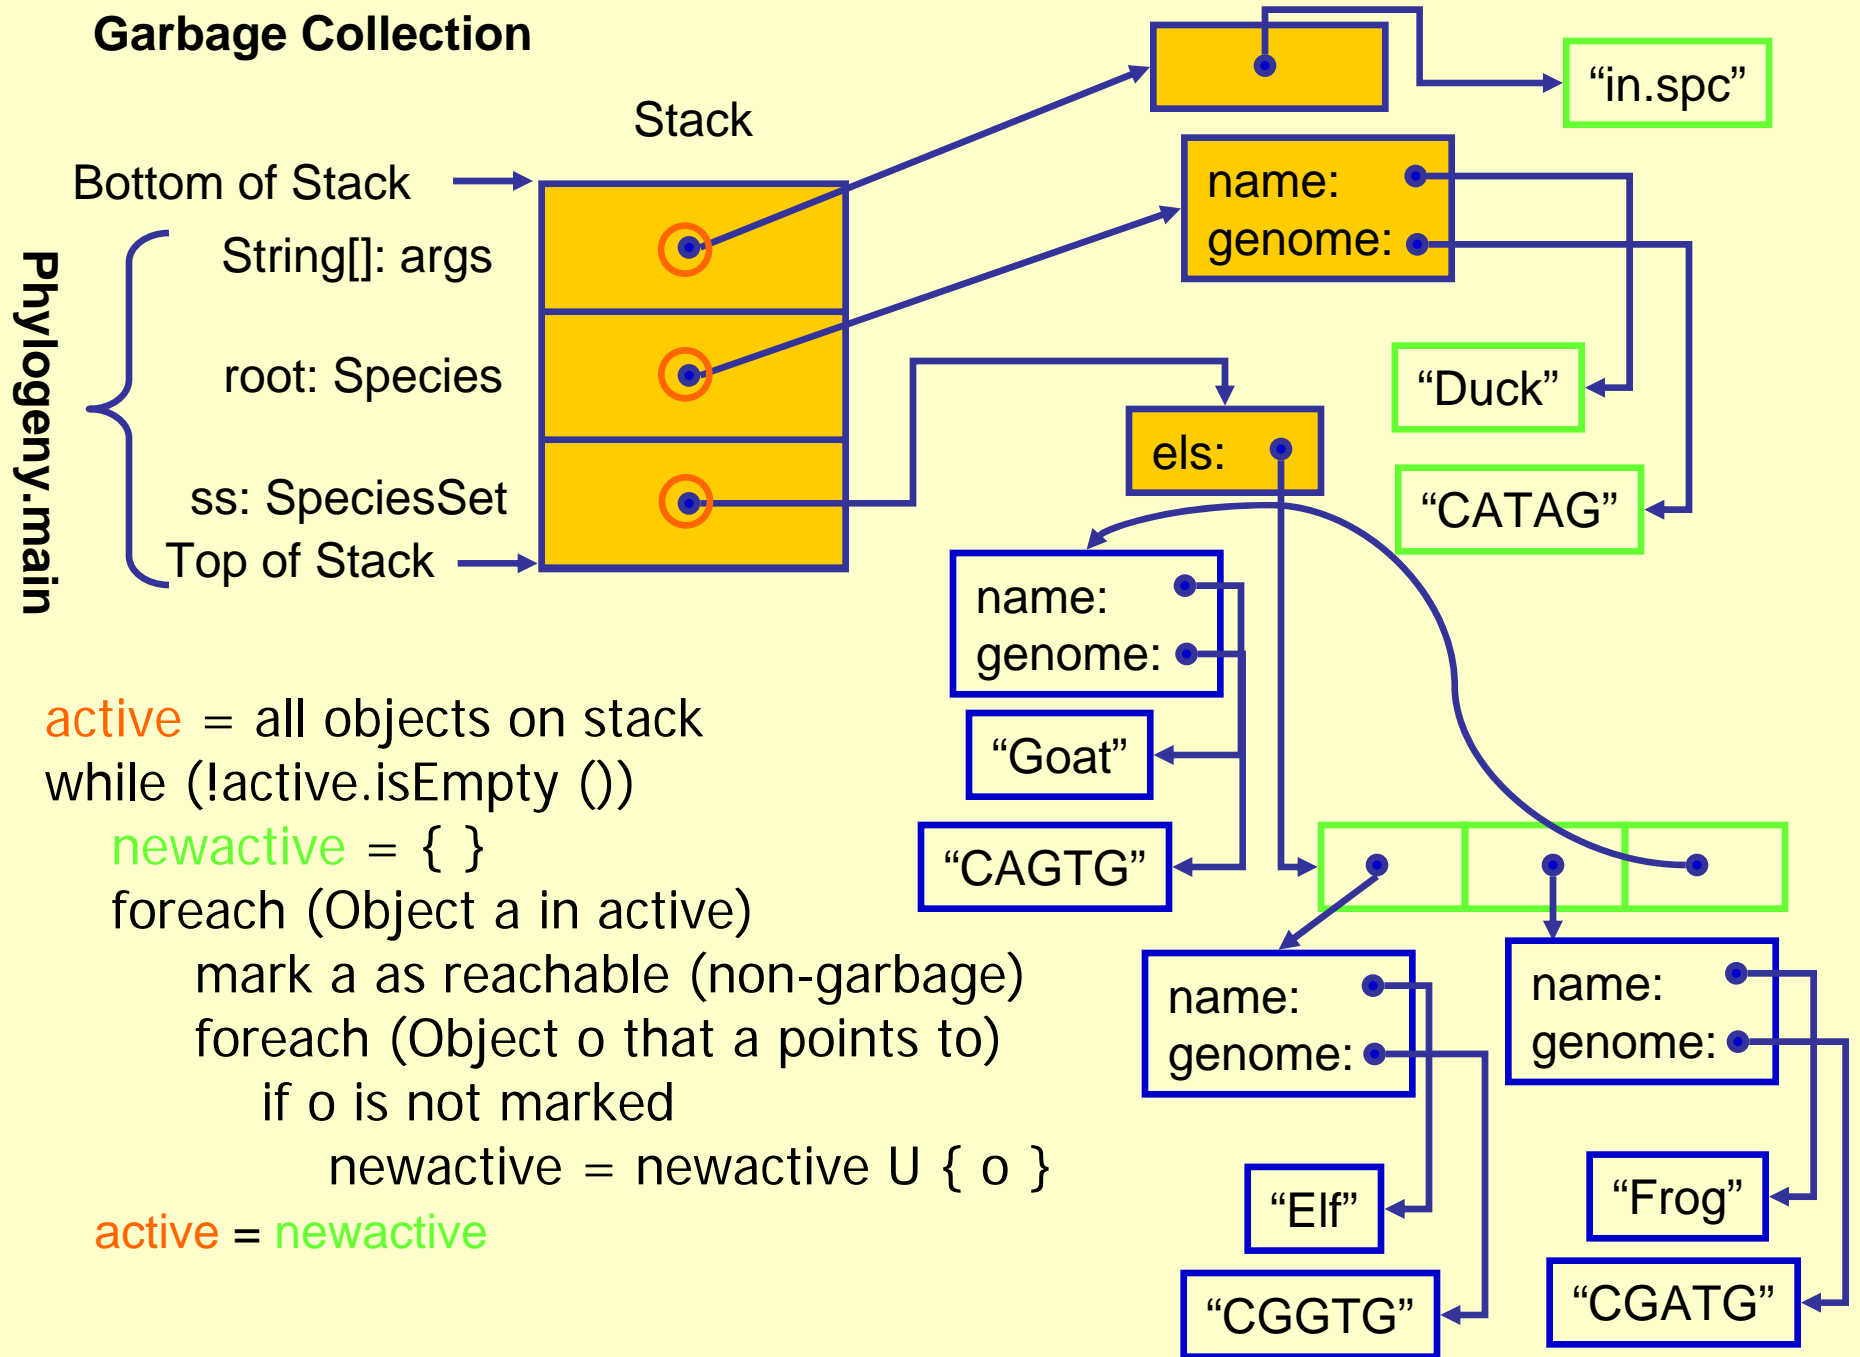 Garbage Collection
Stack
Bottom of Stack
String[]: args
root: Species
ss: SpeciesSet
Top of Stack
Phylogeny.main
“in.spc”
name:
genome:
“Duck”
“CATAG”
els:
name:
genome:
“Goat”
“CAGTG”
name:
genome:
“Elf”
“CGGTG”
name:
genome:
“Frog”
“CGATG”
active = all objects on stack
while (!active.isEmpty ())
newactive = { }
foreach (Object a in active)
mark a as reachable (non-garbage)
foreach (Object o that a points to)
if o is not marked
newactive = newactive U { o }
active = newactive